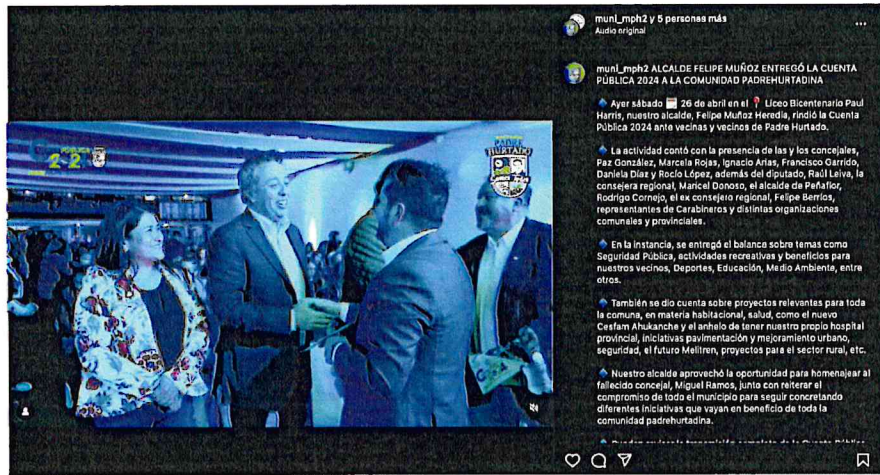 muni_mph2 y 5 personas más
Audio original
muni_mph2 ALCALDE FELIPE MUÑOZ ENTREGÓ LA CUENTA
PÚBLICA 2024 A LA COMUNIDAD PADREHURTADINA
Ayer sábado 26 de abril en el Liceo Bicentenario Paul
Harris, nuestro alcalde, Felipe Muñoz Heredia, rindió la Cuenta
Pública 2024 ante vecinas y vecinos de Padre Hurtado.
La actividad contó con la presencia de las y los concejales,
Paz González, Marcela Rojas, Ignacio Arias, Francisco Garrido,
Daniela Díaz y Rocío López, además del diputado, Raúl Leiva, la
consejera regional, Maricel Donoso, el alcalde de Peñaflor,
Rodrigo Cornejo, el ex consejero regional, Felipe Berríos,
representantes de Carabineros y distintas organizaciones
comunales y provinciales.
En la instancia, se entregó el balance sobre temas como
Seguridad Pública, actividades recreativas y beneficios para
nuestros vecinos, Deportes, Educación, Medio Ambiente, entre
otros.
También se dio cuenta sobre proyectos relevantes para toda
la comuna, en materia habitacional, salud, como el nuevo
Cesfam Ahukanche y el anhelo de tener nuestro propio hospital
provincial, iniciativas pavimentación y mejoramiento urbano,
seguridad, el futuro Melitren, proyectos para el sector rural, etc.
Nuestro alcalde aprovechó la oportunidad para homenajear al
fallecido concejal, Miguel Ramos, junto con reiterar el
compromiso de todo el municipio para seguir concretando
diferentes iniciativas que vayan en beneficio de toda la
comunidad padrehurtadina.
PADRE
HURTADO